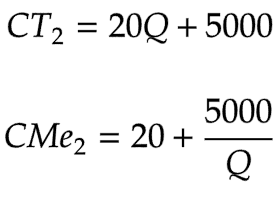 CT₂ = 20Q + 5000
CMe₂ = 20 + 5000/Q